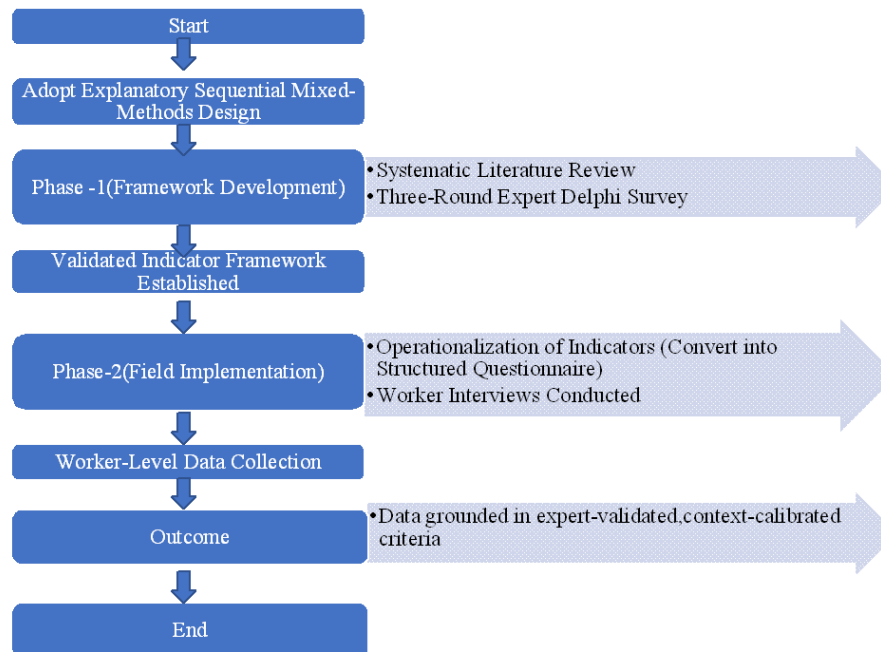 Start
Adopt Explanatory Sequential Mixed-
Methods Design
Phase -1(Framework Development)
•Systematic Literature Review
•Three-Round Expert Delphi Survey
Validated Indicator Framework
Established
Phase-2(Field Implementation)
•Operationalization of Indicators (Convert into
Structured Questionnaire)
•Worker Interviews Conducted
Worker-Level Data Collection
Outcome
•Data grounded in expert-validated,context-calibrated
criteria
End